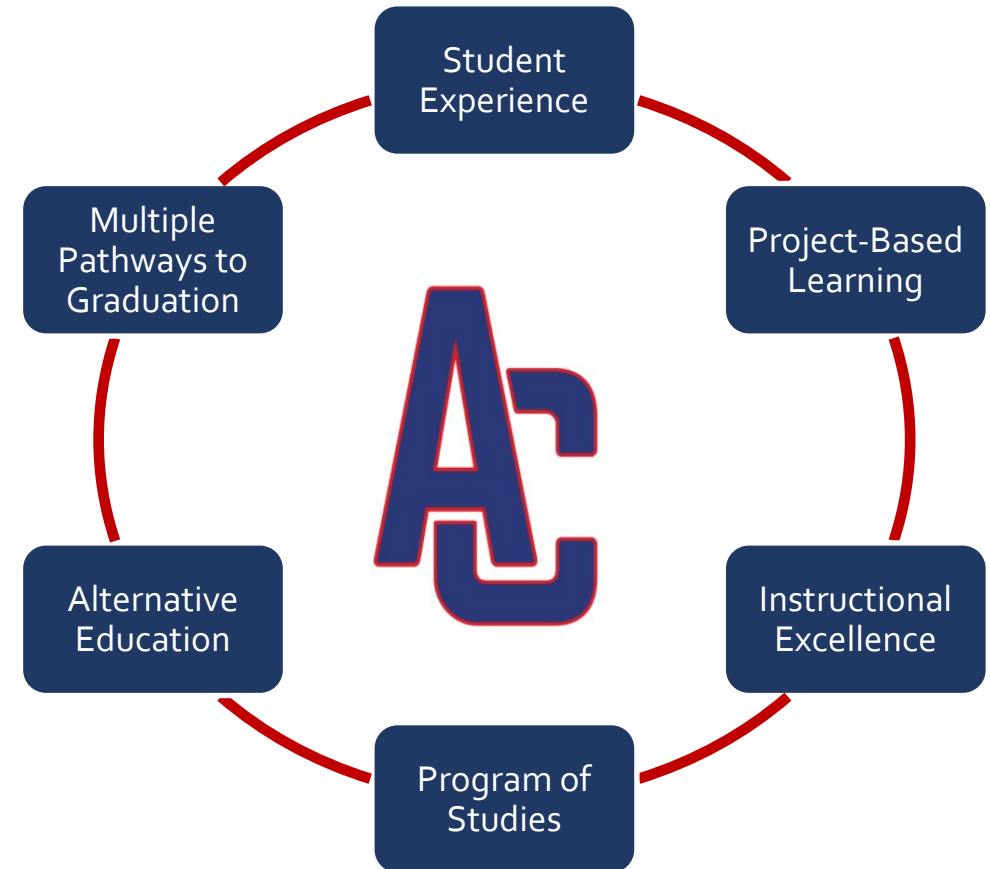 Student
Experience
Project-Based
Learning
Instructional
Excellence
Program of
Studies
Alternative
Education
Multiple
Pathways to
Graduation
AC